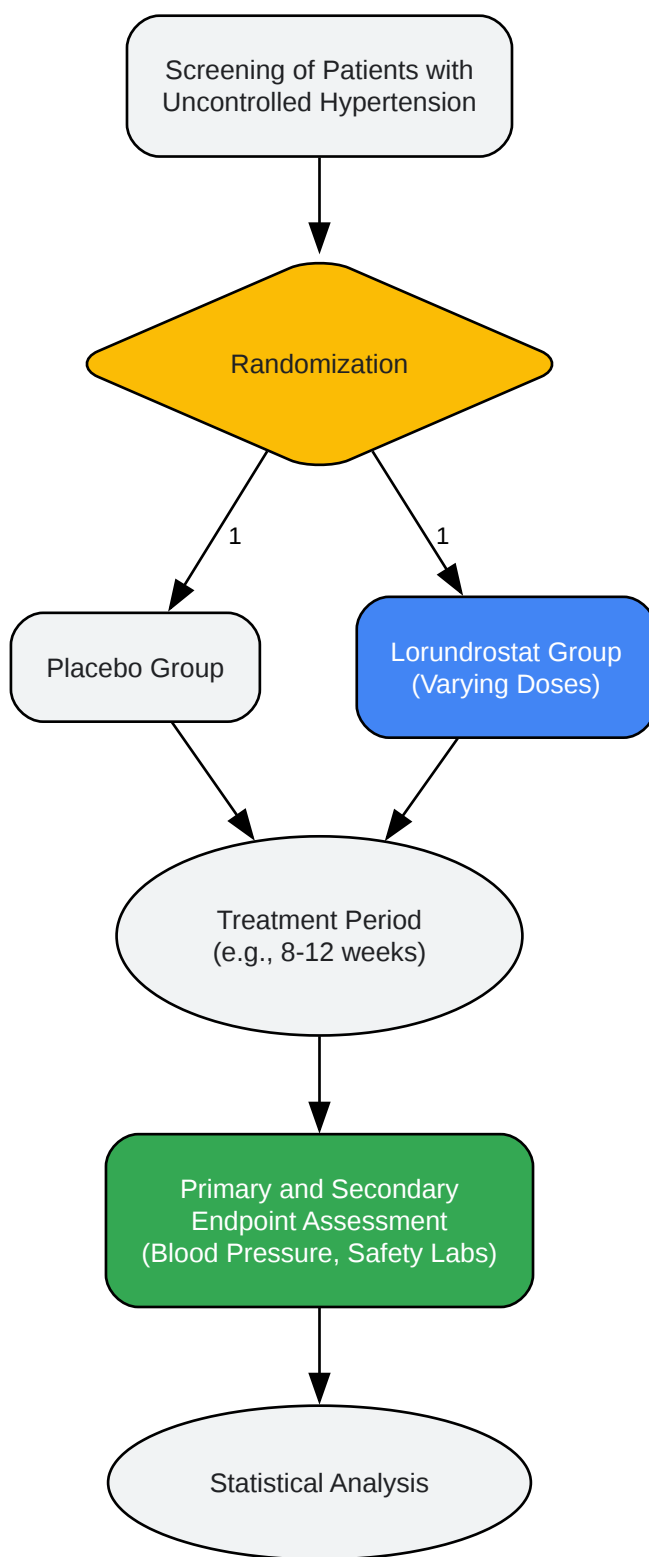 Screening of Patients with
Uncontrolled Hypertension
Randomization
1
1
Placebo Group
Lorundrostat Group
(Varying Doses)
Treatment Period
(e.g., 8-12 weeks)
Primary and Secondary
Endpoint Assessment
(Blood Pressure, Safety Labs)
Statistical Analysis